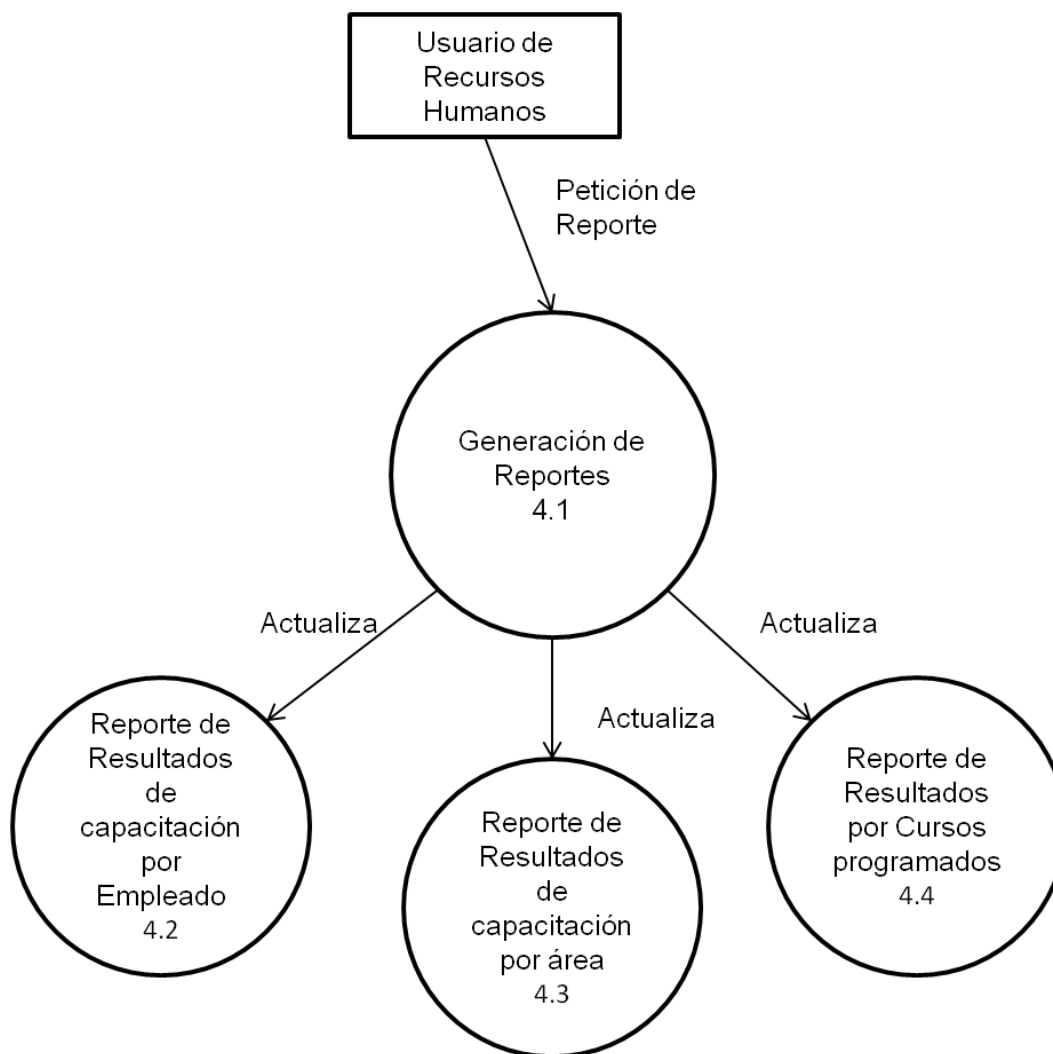 Usuario de
Recursos
Humanos
Petición de
Reporte
Generación de
Reportes
4.1
Actualiza
Actualiza
Actualiza
Reporte de
Resultados
de
capacitación
por
Empleado
4.2
Reporte de
Resultados
de
capacitación
por área
4.3
Reporte de
Resultados
por Cursos
programados
4.4